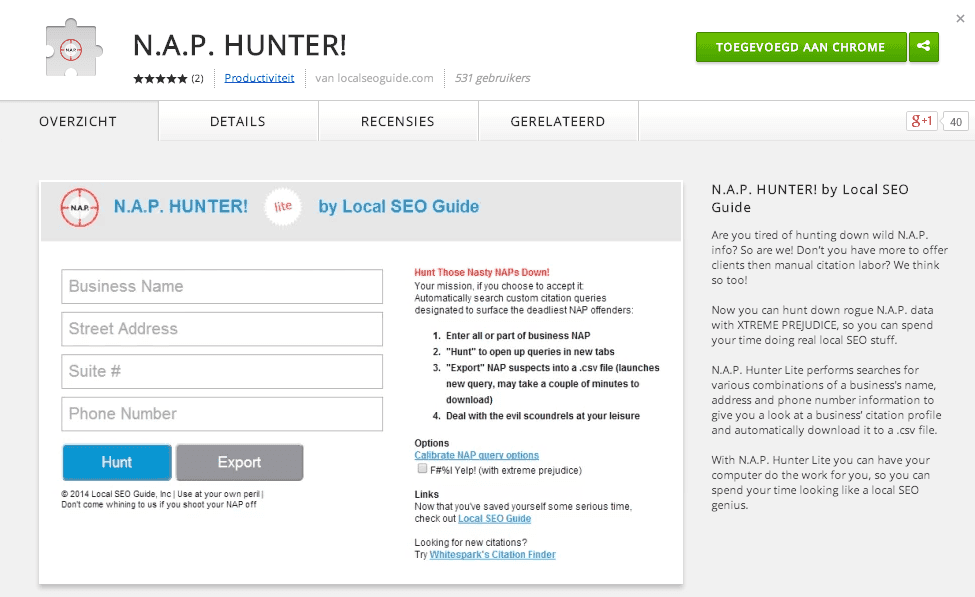 N.A.P.
N.A.P. HUNTER!
(2) Productiviteit van localseoguide.com 531 gebruikers
TOEGEVOEGD AAN CHROME
OVERZICHT DETAILS RECENSIES GERELATEERD
g+1 40
N.A.P. N.A.P. HUNTER! lite by Local SEO Guide
Business Name
Street Address
Suite #
Phone Number
Hunt Export
© 2014 Local SEO Guide, Inc | Use at your own peril |
Don't come whining to us if you shoot your NAP off
Hunt Those Nasty NAPs Down!
Your mission, if you choose to accept it:
Automatically search custom citation queries
designed to surface the deadliest NAP offenders:
1. Enter all or part of business NAP
2. "Hunt" to open up queries in new tabs
3. "Export" NAP suspects into a .csv file (launches
new query, may take a couple of minutes to
download)
4. Deal with the evil scoundrels at your leisure
Options
Calibrate NAP query options
F#%! Yelp! (with extreme prejudice)
Links
Now that you've saved yourself some serious time,
check out Local SEO Guide
Looking for new citations?
Try Whitespark's Citation Finder
N.A.P. HUNTER! by Local SEO
Guide
Are you tired of hunting down wild N.A.P.
info? So are we! Don't you have more to offer
clients then manual citation labor? We think
so too!
Now you can hunt down rogue N.A.P. data
with XTREME PREJUDICE, so you can spend
your time doing real local SEO stuff.
N.A.P. Hunter Lite performs searches for
various combinations of a business's name,
address and phone number information to
give you a look at a business' citation profile
and automatically download it to a .csv file.
With N.A.P. Hunter Lite you can have your
computer do the work for you, so you can
spend your time looking like a local SEO
genius.